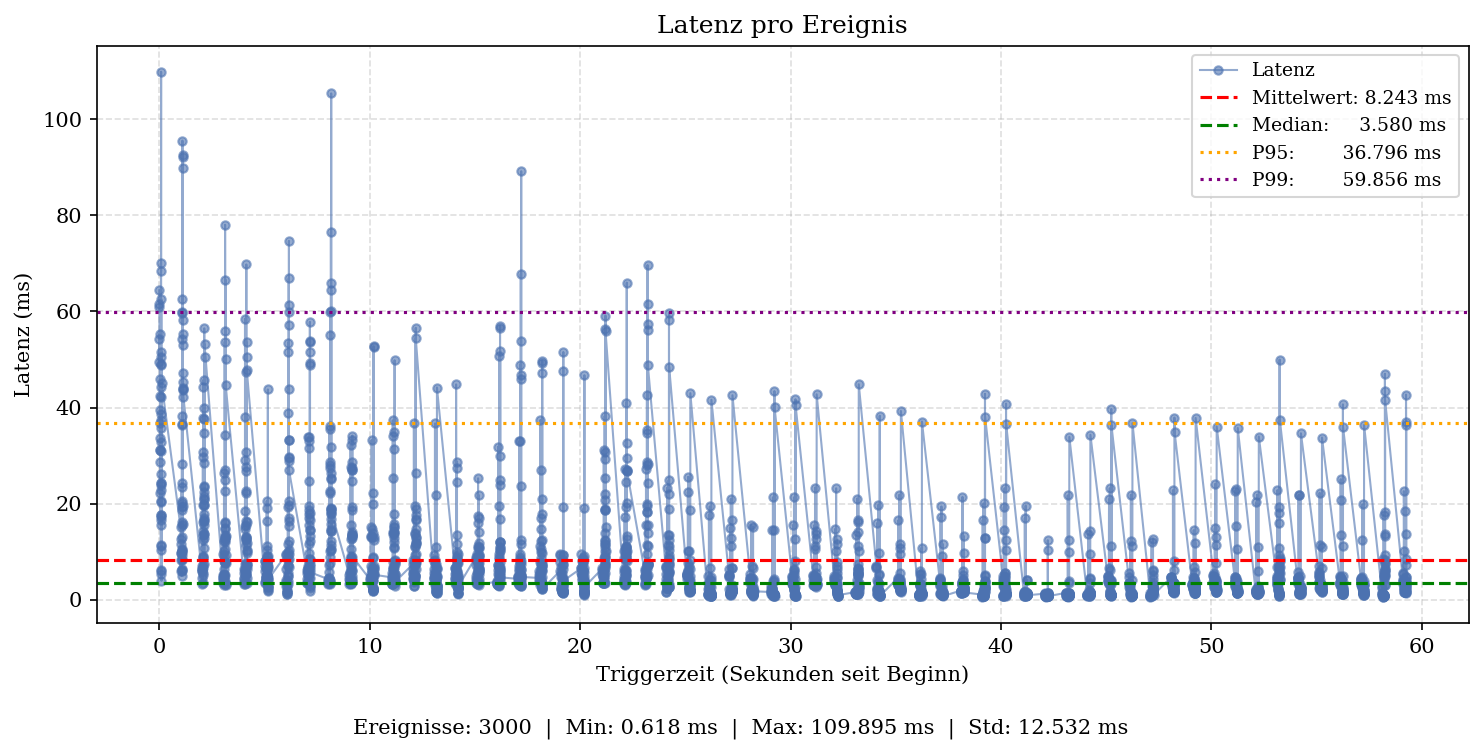 Latenz pro Ereignis
Latenz
Mittelwert: 8.243 ms
Median: 3.580 ms
P95: 36.796 ms
P99: 59.856 ms
Latenz (ms)
100
80
60
40
20
0
0 10 20 30 40 50 60
Triggerzeit (Sekunden seit Beginn)
Ereignisse: 3000 | Min: 0.618 ms | Max: 109.895 ms | Std: 12.532 ms